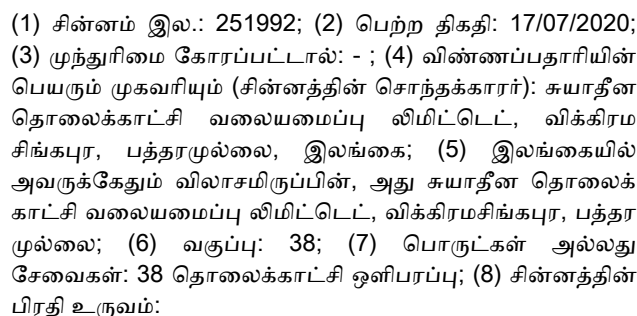 (1) சின்னம் இல.: 251992; (2) பெற்ற திகதி: 17/07/2020;
(3) முந்துரிமை கோரப்பட்டால்: - ; (4) விண்ணப்பதாரியின்
பெயரும் முகவரியும் (சின்னத்தின் சொந்தக்காரர்): சுயாதீன
தொலைக்காட்சி வலையமைப்பு லிமிட்டெட், விக்கிரம
சிங்கபுர, பத்தரமுல்லை, இலங்கை; (5) இலங்கையில்
அவருக்கேதும் விலாசமிருப்பின், அது சுயாதீன தொலைக்
காட்சி வலையமைப்பு லிமிட்டெட், விக்கிரமசிங்கபுர, பத்தர
முல்லை; (6) வகுப்பு: 38; (7) பொருட்கள் அல்லது
சேவைகள்: 38 தொலைக்காட்சி ஒளிபரப்பு; (8) சின்னத்தின்
பிரதி உருவம்: